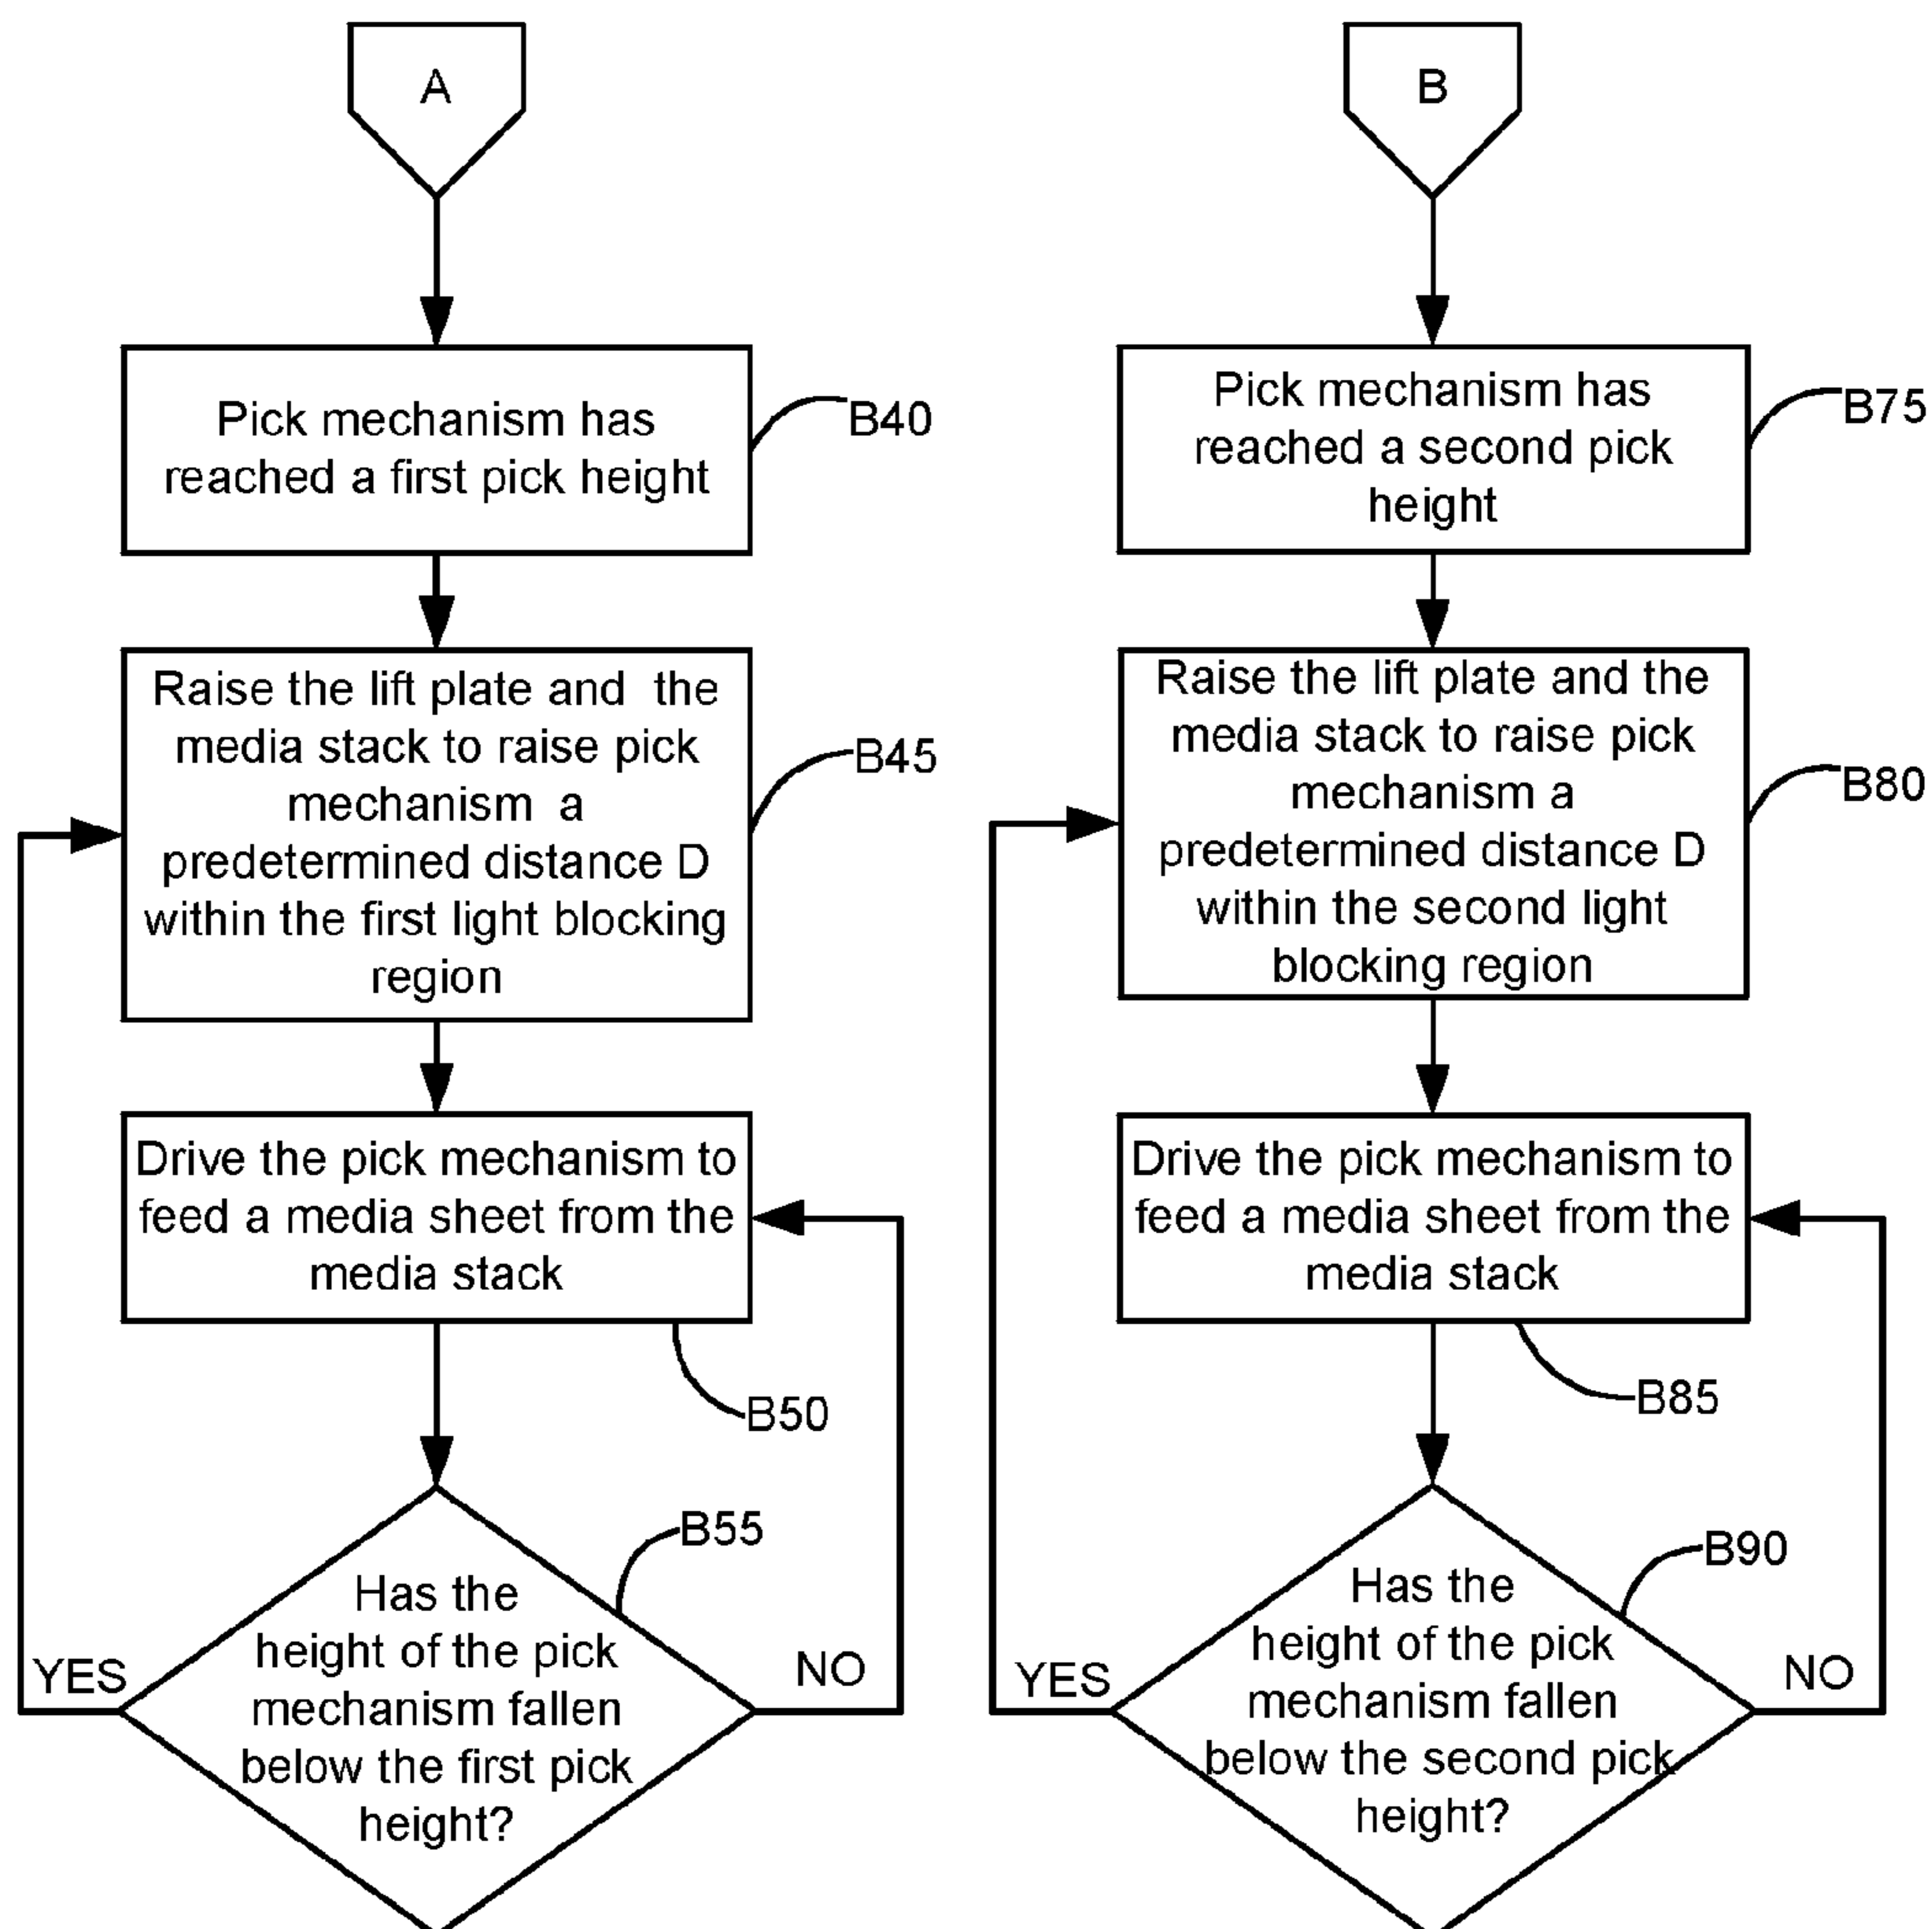 A
Pick mechanism has
reached a first pick height
B40
Raise the lift plate and the
media stack to raise pick
mechanism a
predetermined distance D
within the first light blocking
region
B45
Drive the pick mechanism to
feed a media sheet from the
media stack
B50
Has the
height of the pick
mechanism fallen
below the first pick
height?
B55
YES
NO
B
Pick mechanism has
reached a second pick
height
B75
Raise the lift plate and the
media stack to raise pick
mechanism a
predetermined distance D
within the second light
blocking region
B80
Drive the pick mechanism to
feed a media sheet from the
media stack
B85
Has the
height of the pick
mechanism fallen
below the second pick
height?
B90
YES
NO